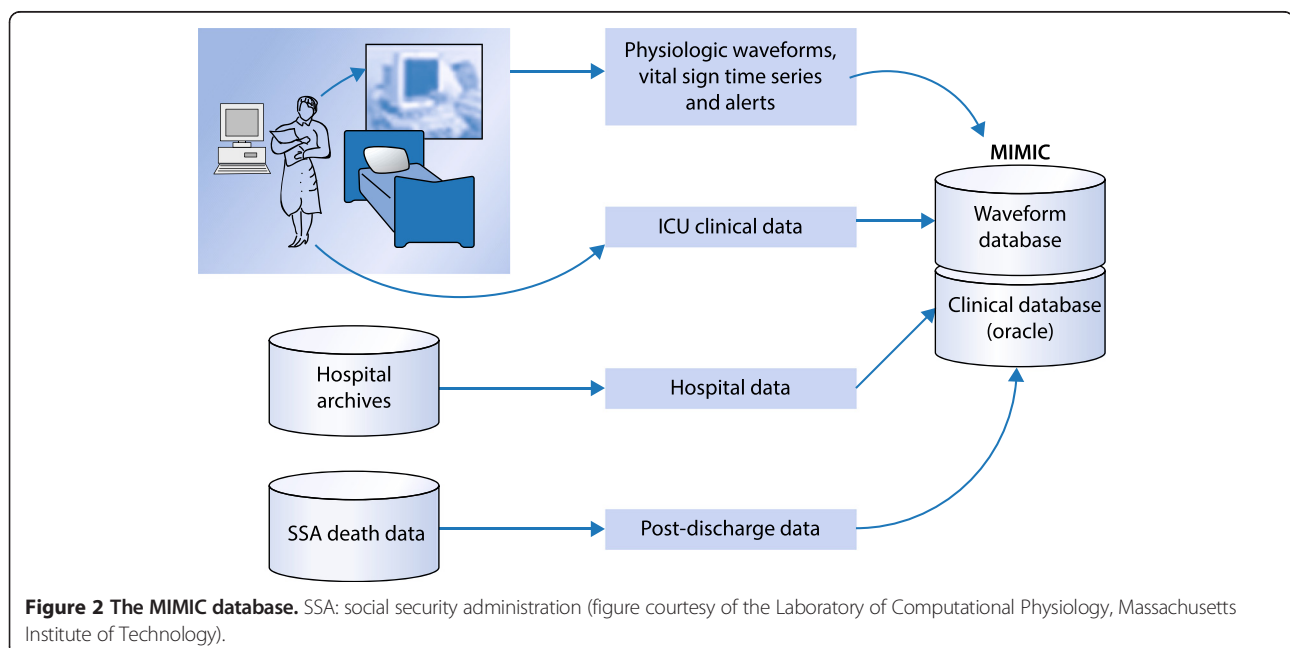 Physiologic waveforms,
vital sign time series
and alerts
MIMIC
Waveform
database
ICU clinical data
Clinical database
(oracle)
Hospital
archives
Hospital data
SSA death data
Post-discharge data
Figure 2 The MIMIC database. SSA: social security administration (figure courtesy of the Laboratory of Computational Physiology, Massachusetts
Institute of Technology).